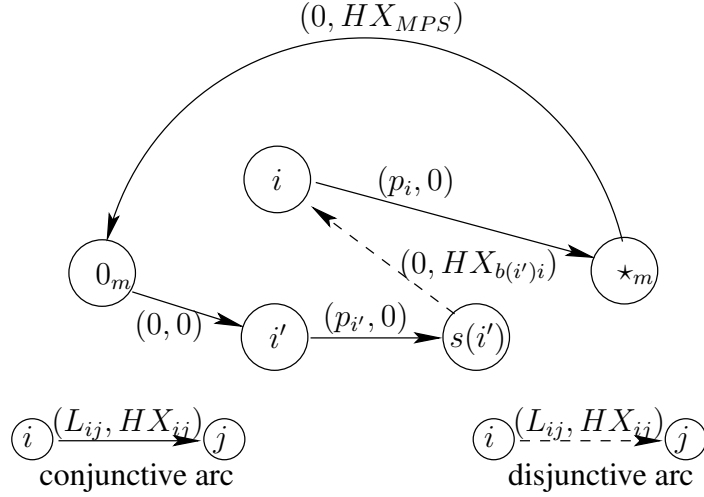 (0, HX_{MPS})
i
(p_i, 0)
(0, HX_{b(i')i})
0_m
⋆_m
(0, 0)
i'
(p_{i'}, 0)
s(i')
i
(L_{ij}, HX_{ij})
j
i
(L_{ij}, HX_{ij})
j
conjunctive arc
disjunctive arc